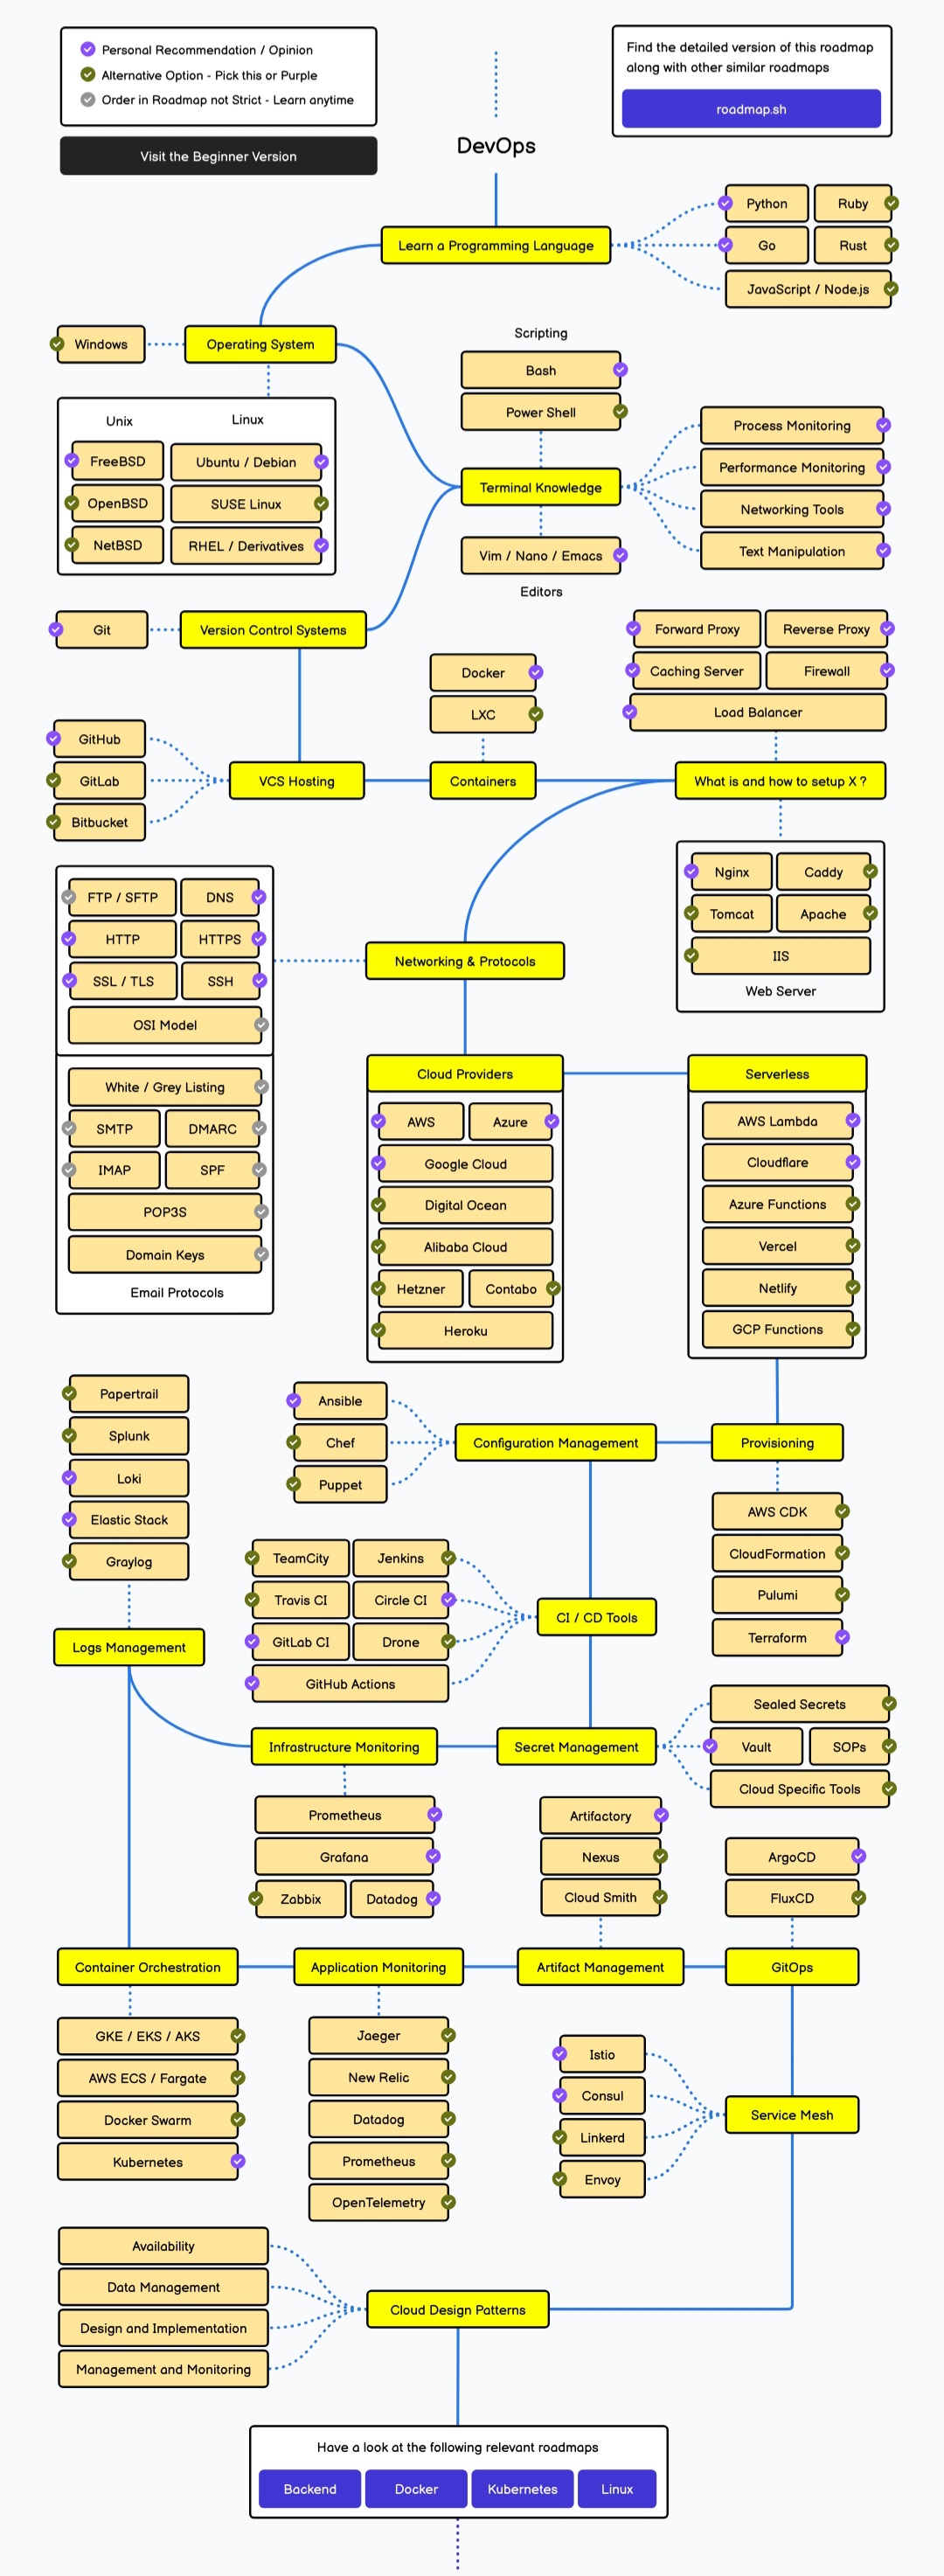 Personal Recommendation / Opinion
Alternative Option - Pick this or Purple
Order in Roadmap not Strict - Learn anytime
Visit the Beginner Version
Find the detailed version of this roadmap
along with other similar roadmaps
roadmap.sh
DevOps
Learn a Programming Language
Python
Ruby
Go
Rust
JavaScript / Node.js
Windows
Operating System
Unix
Linux
FreeBSD
Ubuntu / Debian
OpenBSD
SUSE Linux
NetBSD
RHEL / Derivatives
Scripting
Bash
Power Shell
Terminal Knowledge
Vim / Nano / Emacs
Editors
Process Monitoring
Performance Monitoring
Networking Tools
Text Manipulation
Git
Version Control Systems
GitHub
GitLab
Bitbucket
VCS Hosting
Docker
LXC
Containers
Forward Proxy
Reverse Proxy
Caching Server
Firewall
Load Balancer
What is and how to setup X ?
Nginx
Caddy
Tomcat
Apache
IIS
Web Server
FTP / SFTP
DNS
HTTP
HTTPS
SSL / TLS
SSH
OSI Model
White / Grey Listing
SMTP
DMARC
IMAP
SPF
POP3S
Domain Keys
Email Protocols
Networking & Protocols
Cloud Providers
AWS
Azure
Google Cloud
Digital Ocean
Alibaba Cloud
Hetzner
Contabo
Heroku
Serverless
AWS Lambda
Cloudflare
Azure Functions
Vercel
Netlify
GCP Functions
Provisioning
AWS CDK
CloudFormation
Pulumi
Terraform
Configuration Management
Ansible
Chef
Puppet
CI / CD Tools
TeamCity
Jenkins
Travis CI
Circle CI
GitLab CI
Drone
GitHub Actions
Papertrail
Splunk
Loki
Elastic Stack
Graylog
Logs Management
Infrastructure Monitoring
Prometheus
Grafana
Zabbix
Datadog
Secret Management
Sealed Secrets
Vault
SOPs
Cloud Specific Tools
Artifactory
Nexus
Cloud Smith
ArgoCD
FluxCD
Container Orchestration
Application Monitoring
Artifact Management
GitOps
GKE / EKS / AKS
AWS ECS / Fargate
Docker Swarm
Kubernetes
Jaeger
New Relic
Datadog
Prometheus
OpenTelemetry
Istio
Consul
Linkerd
Envoy
Service Mesh
Availability
Data Management
Design and Implementation
Management and Monitoring
Cloud Design Patterns
Have a look at the following relevant roadmaps
Backend
Docker
Kubernetes
Linux